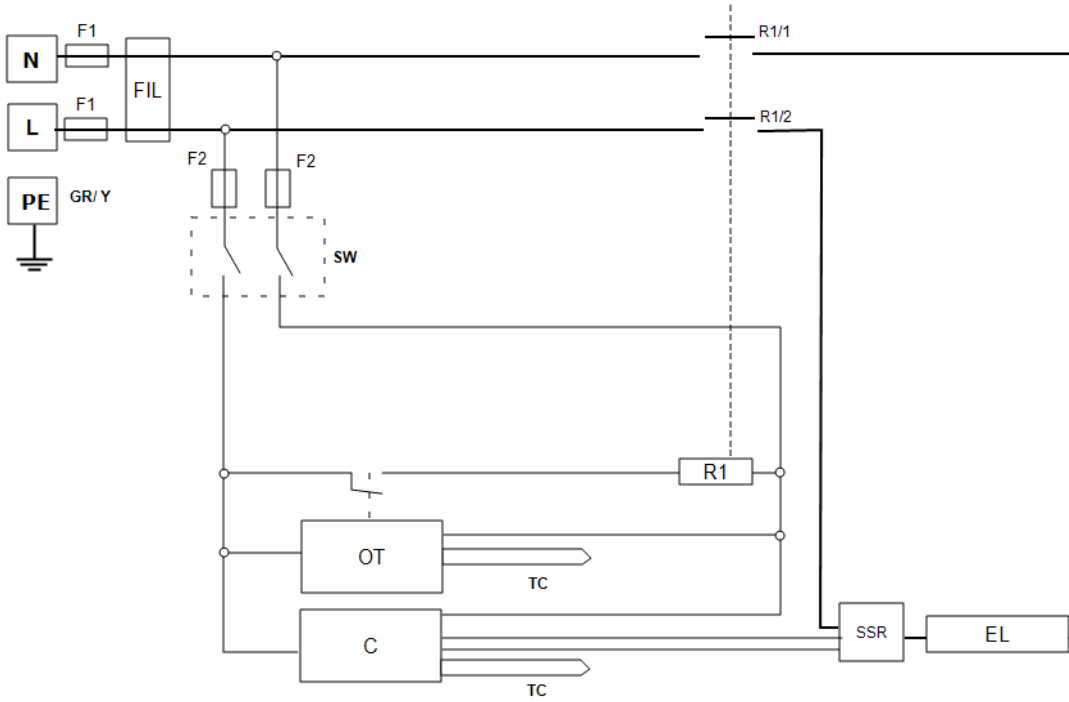 F1
R1/1
N
FIL
F1
L
R1/2
F2
F2
PE
GR/ Y
SW
R1
OT
TC
C
SSR
EL
TC